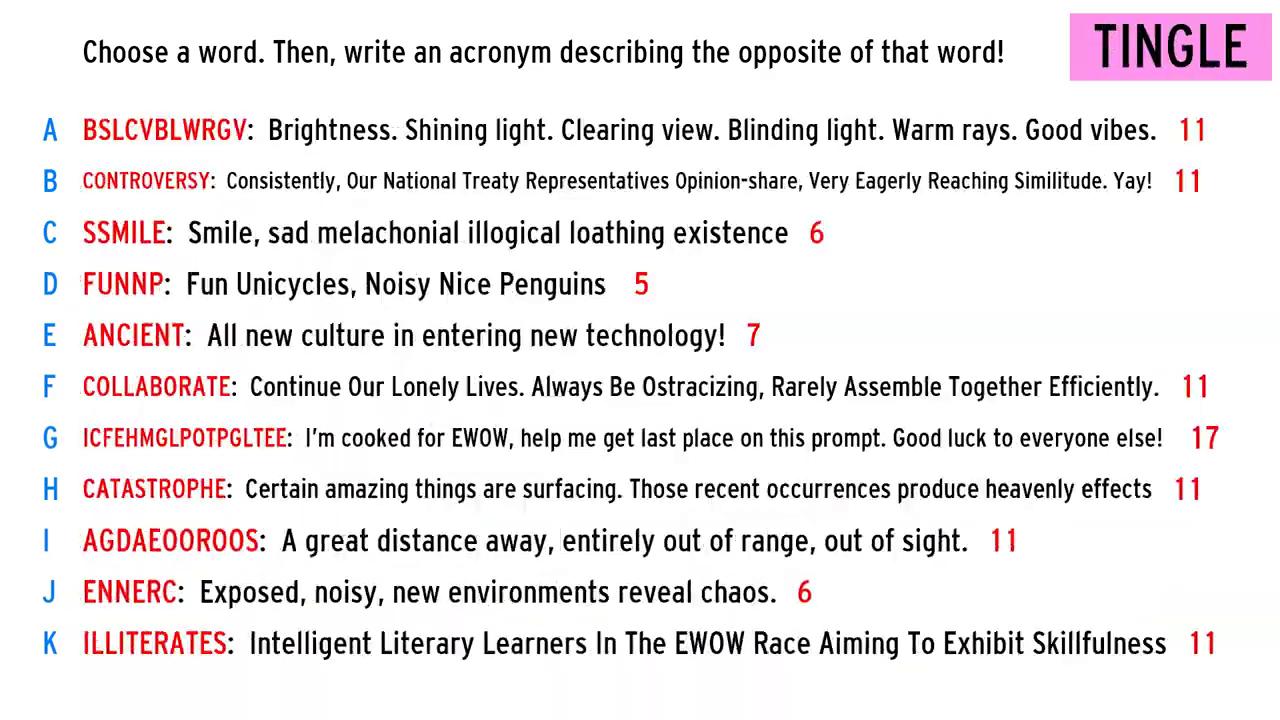 Choose a word. Then, write an acronym describing the opposite of that word!
TINGLE
A BSLCVBLWRGV: Brightness. Shining light. Clearing view. Blinding light. Warm rays. Good vibes. 11
B CONTROVERSY: Consistently, Our National Treaty Representatives Opinion-share, Very Eagerly Reaching Similitude. Yay! 11
C SSMILE: Smile, sad melachonial illogical loathing existence 6
D FUNNP: Fun Unicycles, Noisy Nice Penguins 5
E ANCIENT: All new culture in entering new technology! 7
F COLLABORATE: Continue Our Lonely Lives. Always Be Ostracizing, Rarely Assemble Together Efficiently. 11
G ICFEHMGLPOTPGLTEE: I'm cooked for EWOW, help me get last place on this prompt. Good luck to everyone else! 17
H CATASTROPHE: Certain amazing things are surfacing. Those recent occurrences produce heavenly effects 11
I AGDAEOOROOS: A great distance away, entirely out of range, out of sight. 11
J ENNERC: Exposed, noisy, new environments reveal chaos. 6
K ILLITERATES: Intelligent Literary Learners In The EWOW Race Aiming To Exhibit Skillfulness 11